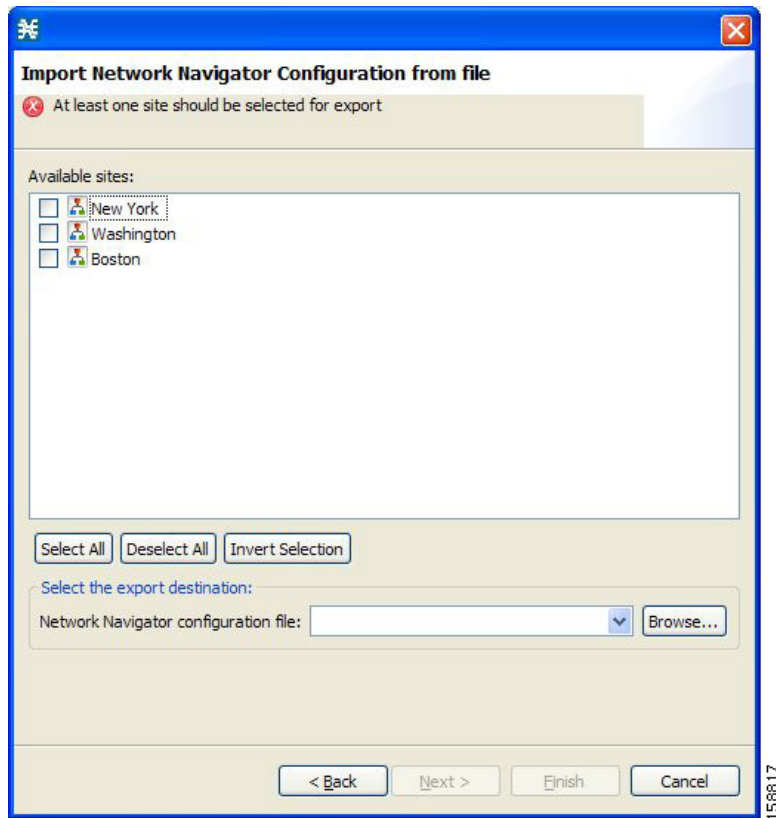 Import Network Navigator Configuration from file
At least one site should be selected for export
Available sites:
New York
Washington
Boston
Select All Deselect All Invert Selection
Select the export destination:
Network Navigator configuration file: Browse...
< Back Next > Finish Cancel
158817